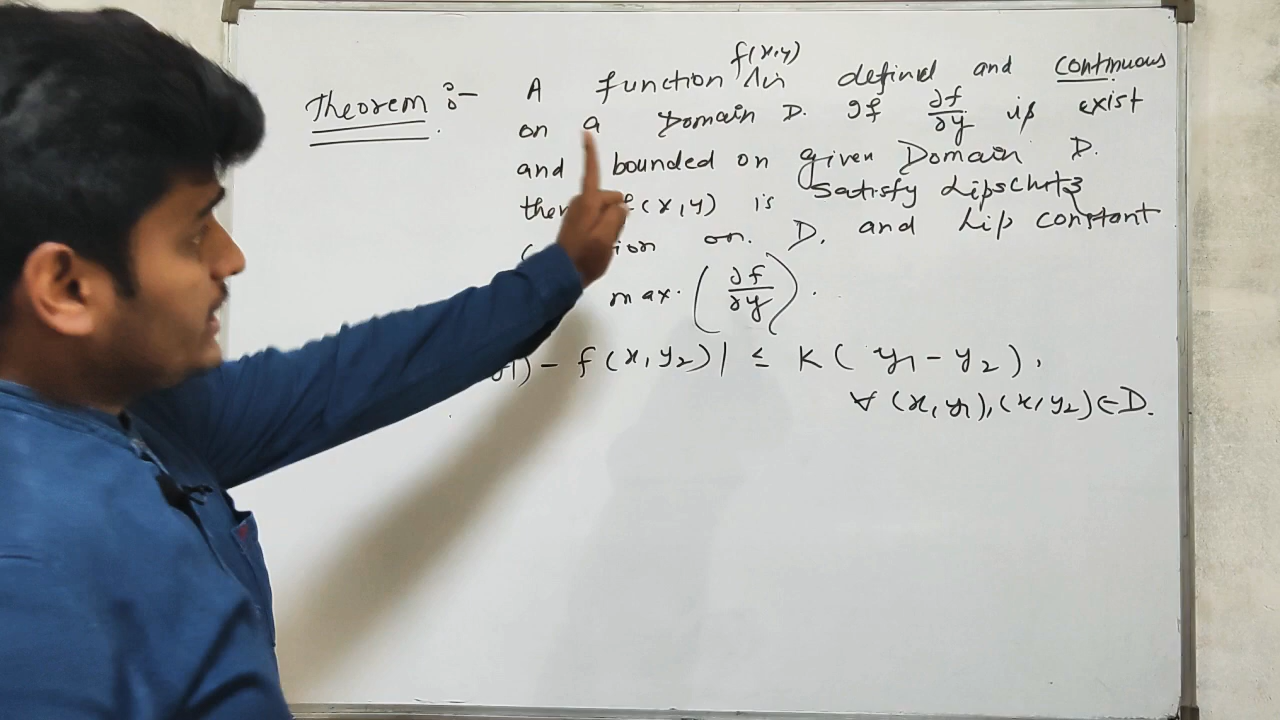 Theorem :- A function f(x,y) is defined and continuous
on a Domain D. If ∂f/∂y is exist
and bounded on given Domain D.
then f(x,y) is satisfy Lipschitz
on D. and Lip constant
max. (∂f/∂y).
- f(x,y2)| ≤ K( y1 - y2),
∀ (x,y1),(x,y2)∈D.